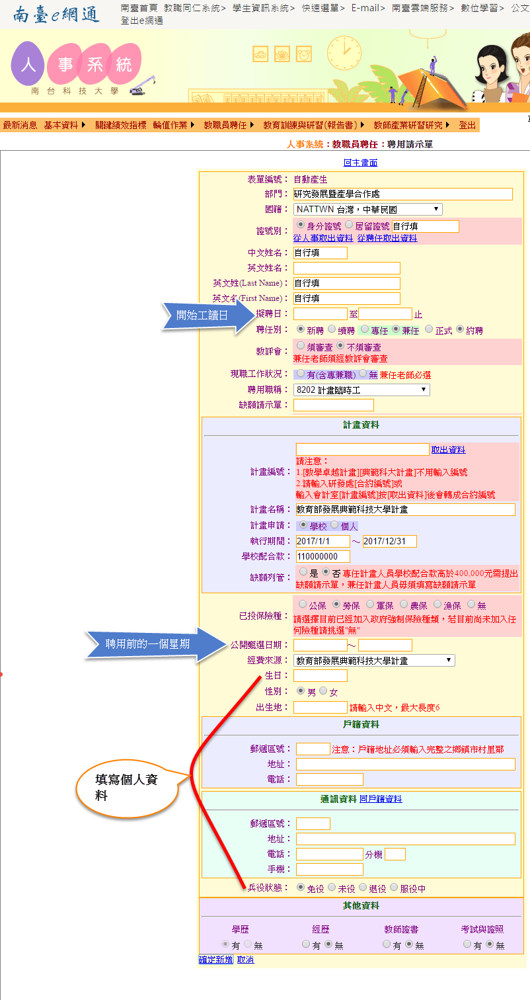 南臺e網通
南臺首頁 教職同仁系統> 學生資訊系統> 快速選單> E-mail> 南臺雲端服務> 數位學習> 公文
登出e網通
人事系統
南台科技大學
最新消息 基本資料 關鍵績效指標 輪值作業 教職員聘任 教育訓練與研習(報告書) 教師產業研習研究 登出
人事系統：教職員聘任：聘用請示單
回主畫面
表單編號： 自動產生
部門： 研究發展暨產學合作處
國籍： NATTWN 台灣，中華民國
證號別： 身分證號 居留證號 自行填
從人事取出資料 從聘任取出資料
中文姓名： 自行填
英文姓名：
英文姓(Last Name)： 自行填
英文名(First Name)： 自行填
開始工讀日
擬聘日： 至 止
聘任別： 新聘 續聘 專任 兼任 正式 約聘
教評會： 須審查 不須審查
兼任老師須經教評會審查
現職工作狀況： 有(含專兼職) 無 兼任老師必選
聘用職稱： 8202 計畫臨時工
缺額請示單：
計畫資料
取出資料
計畫編號： 請注意：
1.[教學卓越計畫][典範科大計畫]不用輸入編號
2.請輸入研發處[合約編號]或
輸入會計室[計畫編號]按[取出資料]後會轉成合約編號
計畫名稱： 教育部發展典範科技大學計畫
計畫申請： 學校 個人
執行期間： 2017/1/1 ～ 2017/12/31
學校配合款： 110000000
缺額列管： 是 否 專任計畫人員學校配合款高於400,000元需提出
缺額請示單，兼任計畫人員毋須填寫缺額請示單
已投保險種： 公保 勞保 軍保 農保 漁保 無
請選擇目前已經加入政府強制保險種類，若目前尚未加入任
何險種請挑選"無"
聘用前的一個星期
公開甄選日期： ～
經費來源： 教育部發展典範科技大學計畫
生日：
性別： 男 女
出生地： 請輸入中文，最大長度6
戶籍資料
郵遞區號： 注意：戶籍地址必須輸入完整之鄉鎮市村里鄰
地址：
電話：
填寫個人資
料
通訊資料 同戶籍資料
郵遞區號：
地址：
電話： 分機
手機：
兵役狀態： 免役 未役 退役 服役中
其他資料
學歷 經歷 教師證書 考試與證照
有 無 有 無 有 無 有 無
確定新增 取消